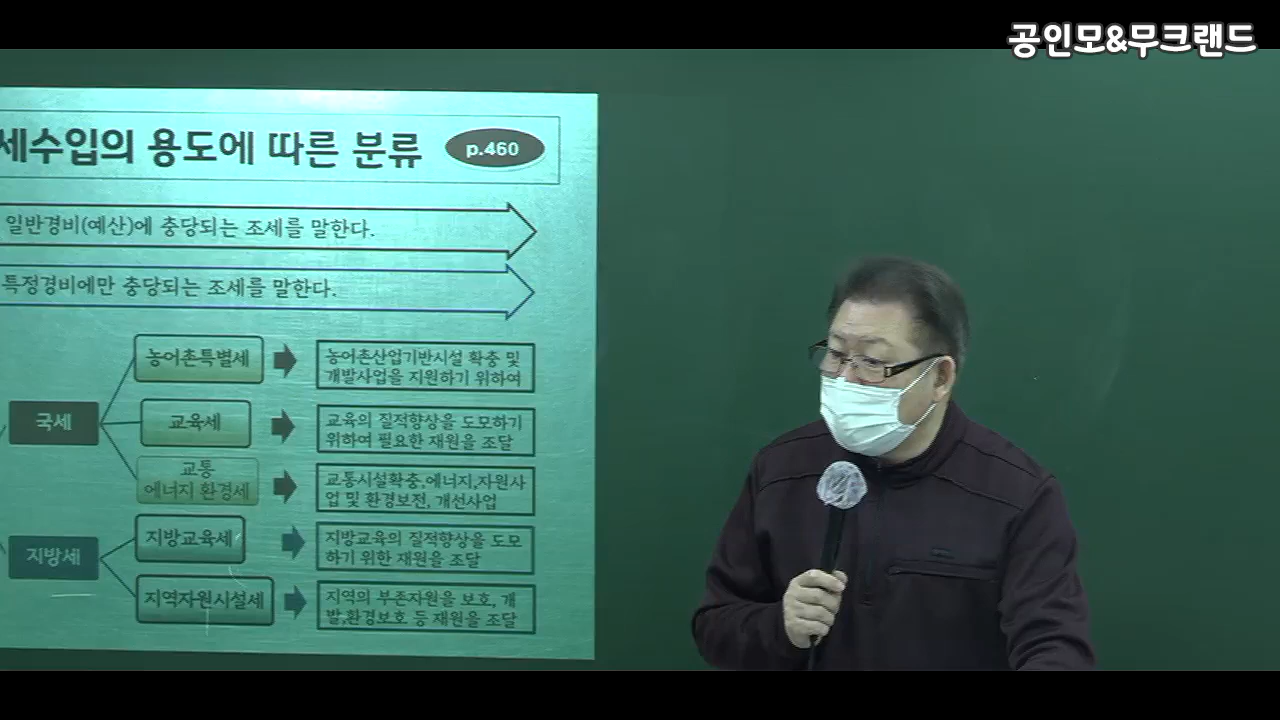 공인모&무크랜드
세수입의 용도에 따른 분류
p.460
일반경비(예산)에 충당되는 조세를 말한다.
특정경비에만 충당되는 조세를 말한다.
국세
농어촌특별세
농어촌산업기반시설 확충 및
개발사업을 지원하기 위하여
교육세
교육의 질적향상을 도모하기
위하여 필요한 재원을 조달
교통
에너지 환경세
교통시설확충,에너지,자원사
업 및 환경보전, 개선사업
지방세
지방교육세
지방교육의 질적향상을 도모
하기 위한 재원을 조달
지역자원시설세
지역의 부존자원을 보호, 개
발,환경보호 등 재원을 조달